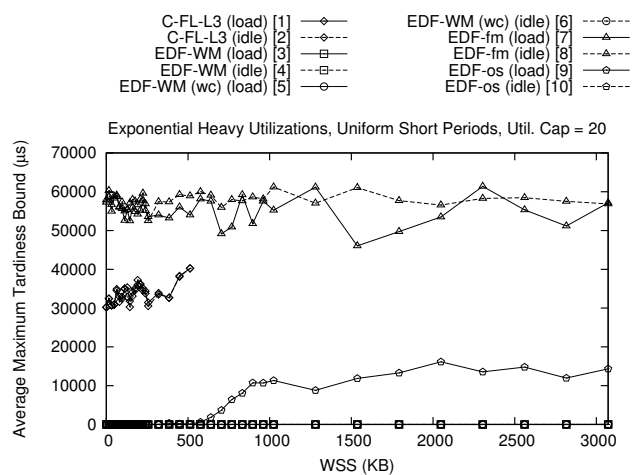 C-FL-L3 (load) [1]
C-FL-L3 (idle) [2]
EDF-WM (load) [3]
EDF-WM (idle) [4]
EDF-WM (wc) (load) [5]
EDF-WM (wc) (idle) [6]
EDF-fm (load) [7]
EDF-fm (idle) [8]
EDF-os (load) [9]
EDF-os (idle) [10]
Exponential Heavy Utilizations, Uniform Short Periods, Util. Cap = 20
Average Maximum Tardiness Bound (µs)
70000
60000
50000
40000
30000
20000
10000
0
0 500 1000 1500 2000 2500 3000
WSS (KB)